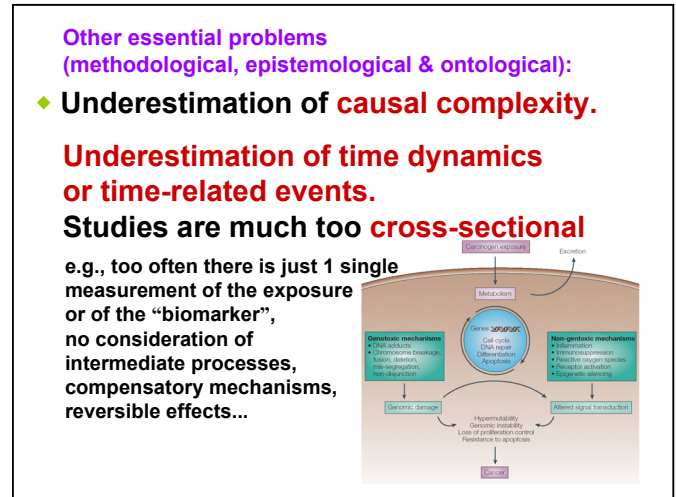 Other essential problems
(methodological, epistemological & ontological):
Underestimation of causal complexity.
Underestimation of time dynamics
or time-related events.
Studies are much too cross-sectional
e.g., too often there is just 1 single
measurement of the exposure
or of the “biomarker”,
no consideration of
intermediate processes,
compensatory mechanisms,
reversible effects...
Carcinogen exposure
Excretion
Metabolism
Genes
Cell cycle
DNA repair
Differentiation
Apoptosis
Genotoxic mechanisms
• DNA adducts
• Chromosome breakage,
fusion, deletion,
mis-segregation,
non-disjunction
Non-gentoxic mechanisms
• Inflammation
• Immunosuppression
• Reactive oxygen species
• Receptor activation
• Epigenetic silencing
Genomic damage
Altered signal transduction
Hypermutability
Genomic instability
Loss of proliferation control
Resistance to apoptosis
Cancer